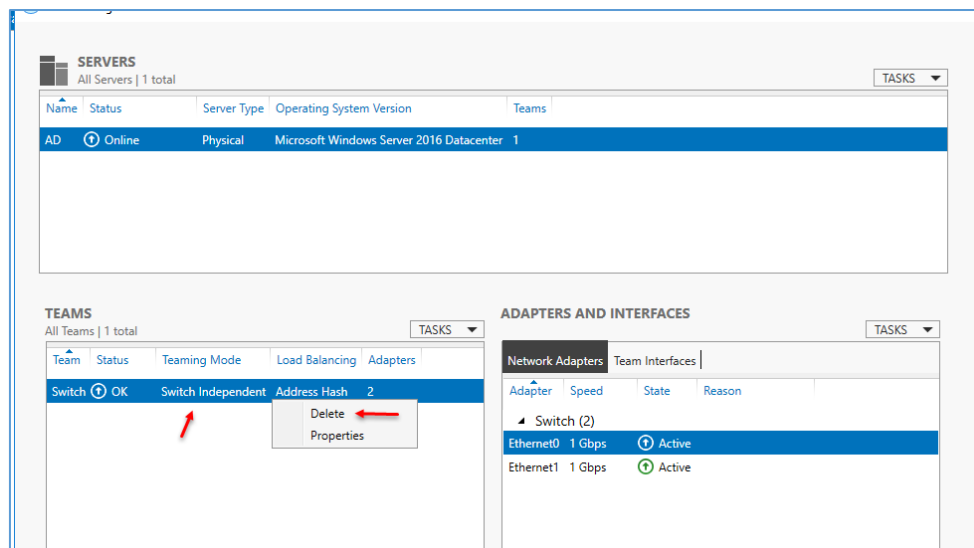 SERVERS
All Servers | 1 total
TASKS
Name Status Server Type Operating System Version Teams
AD Online Physical Microsoft Windows Server 2016 Datacenter 1
TEAMS
All Teams | 1 total
TASKS
Team Status Teaming Mode Load Balancing Adapters
Switch OK Switch Independent Address Hash 2
Delete
Properties
ADAPTERS AND INTERFACES
TASKS
Network Adapters Team Interfaces
Adapter Speed State Reason
Switch (2)
Ethernet0 1 Gbps Active
Ethernet1 1 Gbps Active